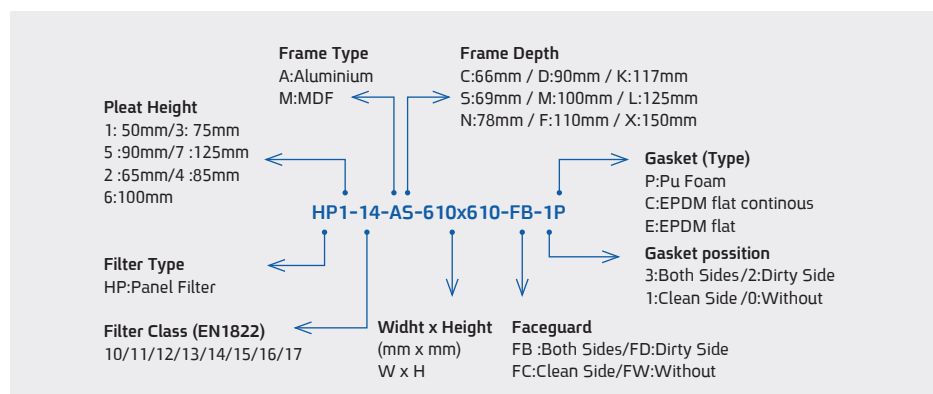 Frame Type
A:Aluminium
M:MDF
Frame Depth
C:66mm / D:90mm / K:117mm
S:69mm / M:100mm / L:125mm
N:78mm / F:110mm / X:150mm
Pleat Height
1: 50mm/3: 75mm
5 :90mm/7 :125mm
2 :65mm/4 :85mm
6:100mm
Gasket (Type)
P:Pu Foam
C:EPDM flat continous
E:EPDM flat
HP1-14-AS-610x610-FB-1P
Gasket possition
3:Both Sides/2:Dirty Side
1:Clean Side /0:Without
Filter Type
HP:Panel Filter
Filter Class (EN1822)
10/11/12/13/14/15/16/17
Widht x Height
(mm x mm)
W x H
Faceguard
FB :Both Sides/FD:Dirty Side
FC:Clean Side/FW:Without